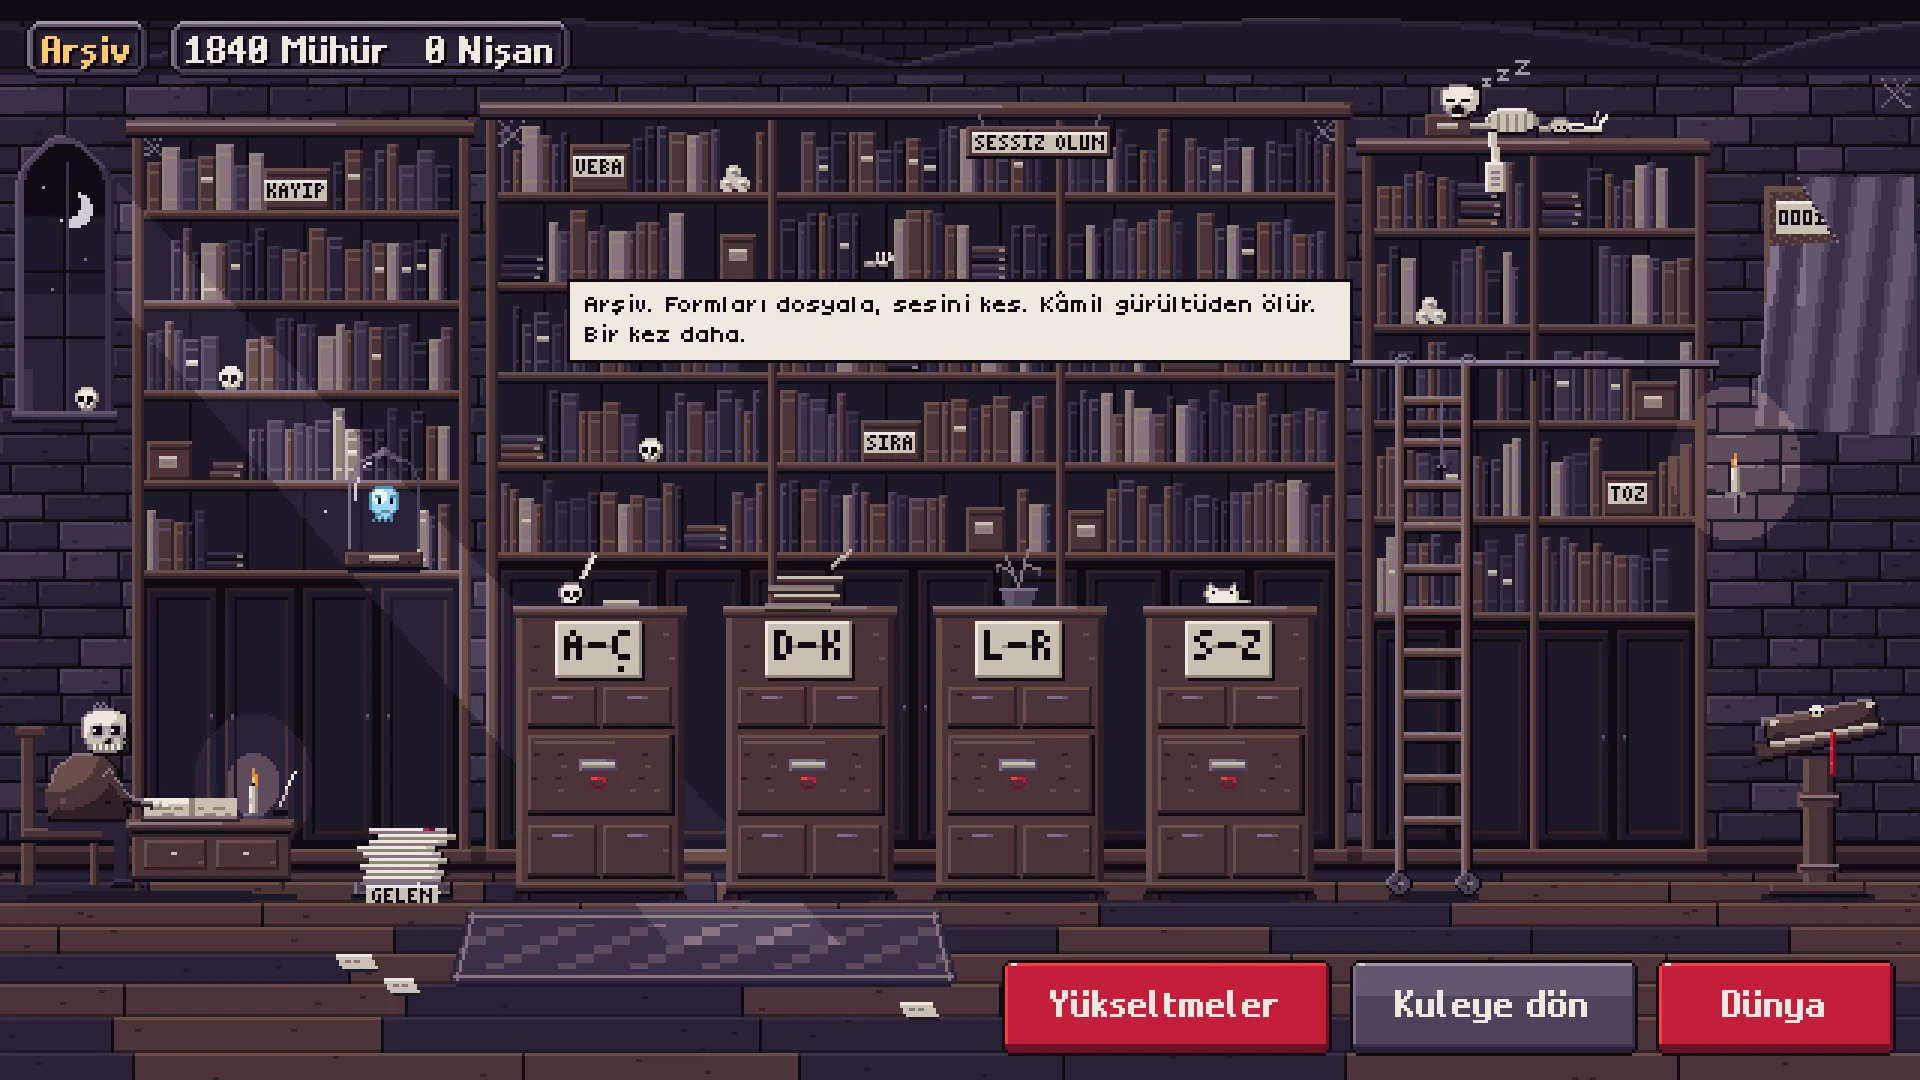 Arşiv
1840 Mühür 0 Nişan
SESSIZ OLUN
VEBA
KAYIP
Arşiv. Formları dosyala, sesini kes. Kâmil gürültüden ölür.
Bir kez daha.
SIRA
TOZ
A-Ç
D-K
L-R
S-Z
GELEN
Yükseltmeler
Kuleye dön
Dünya